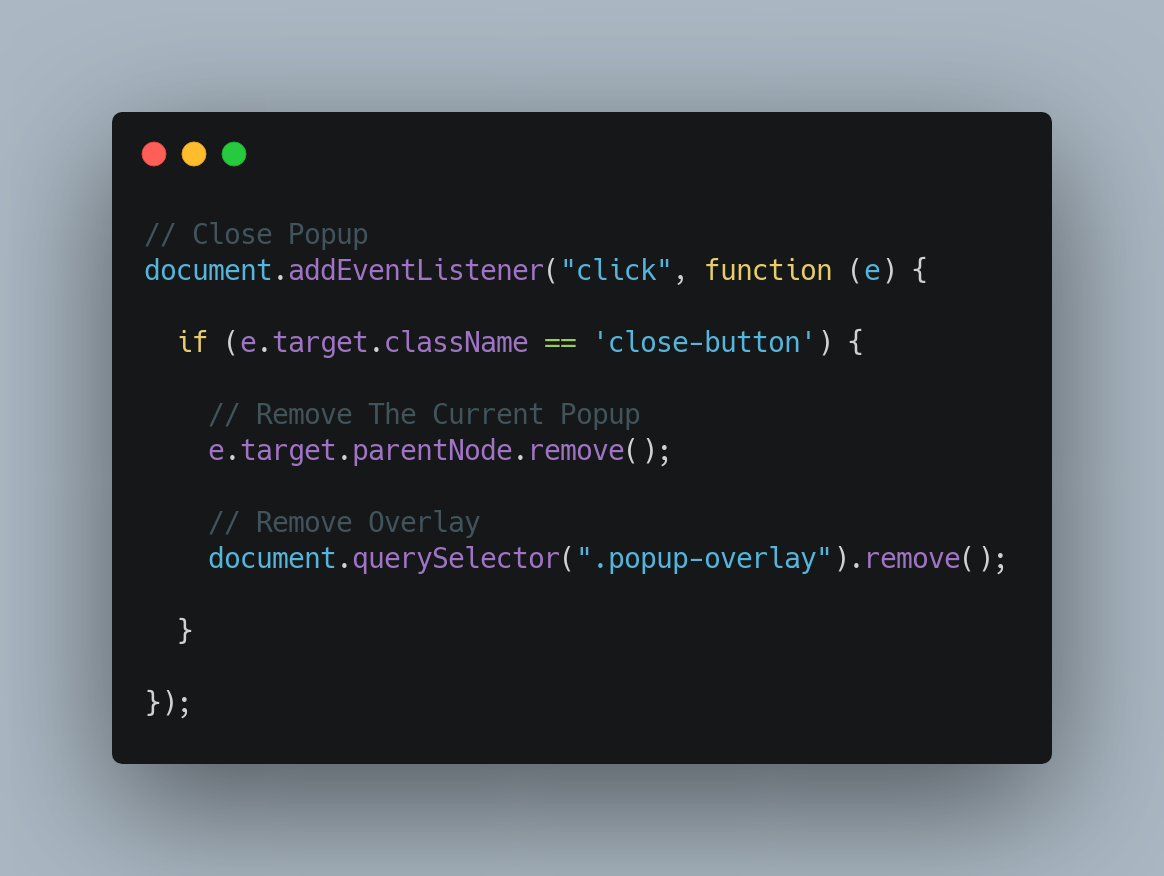 // Close Popup
document.addEventListener("click", function (e) {
if (e.target.className == 'close-button') {
// Remove The Current Popup
e.target.parentNode.remove();
// Remove Overlay
document.querySelector(".popup-overlay").remove();
}
});